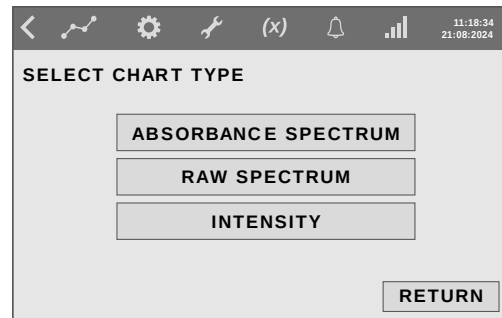 (x)
11:18:34
21:08:2024
SELECT CHART TYPE
ABSORBANCE SPECTRUM
RAW SPECTRUM
INTENSITY
RETURN